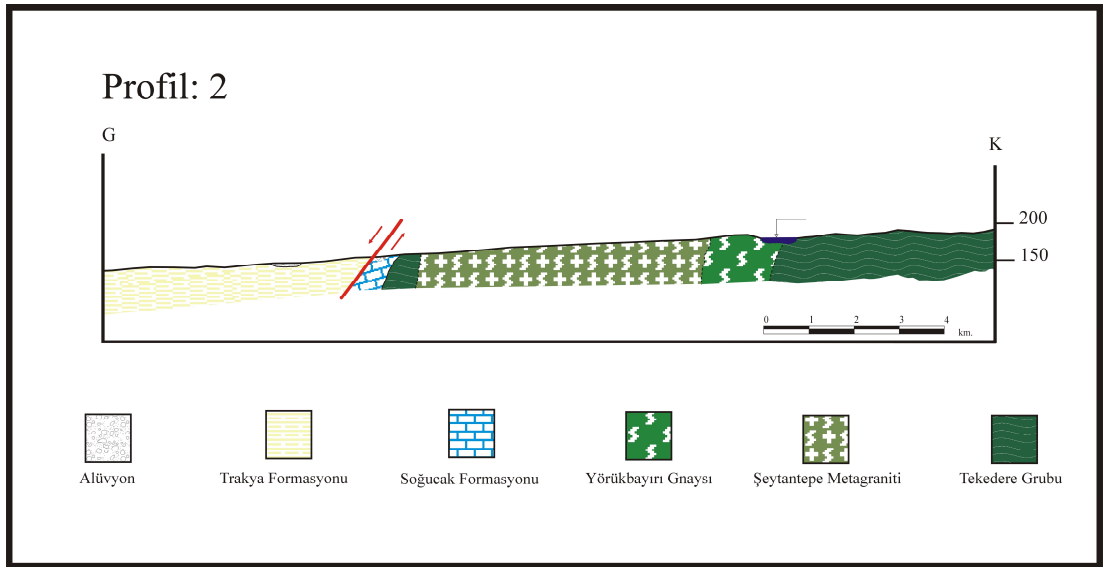 Profil: 2
G
K
200
150
0 1 2 3 4
km.
Alüvyon
Trakya Formasyonu
Soğucak Formasyonu
Yörükbayırı Gnaysı
Şeytantepe Metagraniti
Tekedere Grubu